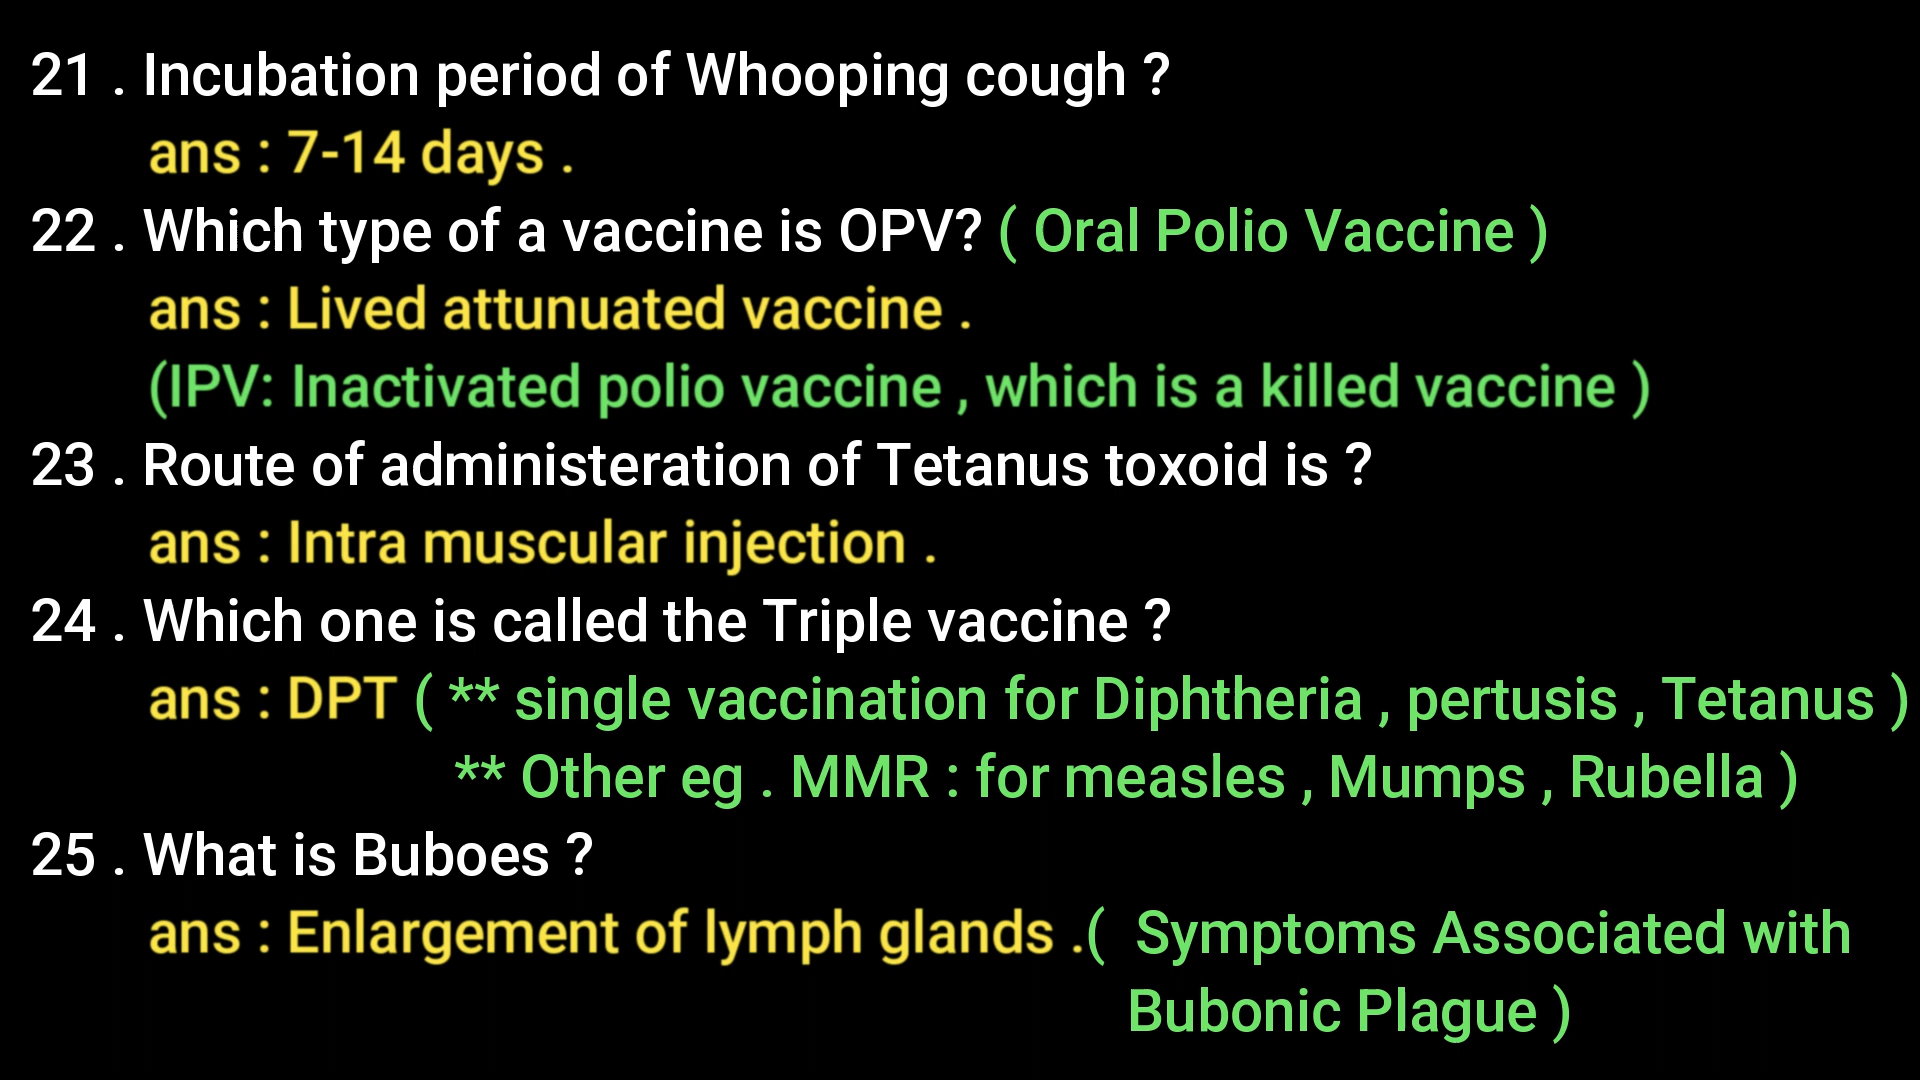 21 . Incubation period of Whooping cough ?
ans : 7-14 days .
22 . Which type of a vaccine is OPV? ( Oral Polio Vaccine )
ans : Lived attunuated vaccine .
(IPV: Inactivated polio vaccine , which is a killed vaccine )
23 . Route of administeration of Tetanus toxoid is ?
ans : Intra muscular injection .
24 . Which one is called the Triple vaccine ?
ans : DPT ( ** single vaccination for Diphtheria , pertusis , Tetanus )
** Other eg . MMR : for measles , Mumps , Rubella )
25 . What is Buboes ?
ans : Enlargement of lymph glands .( Symptoms Associated with
Bubonic Plague )